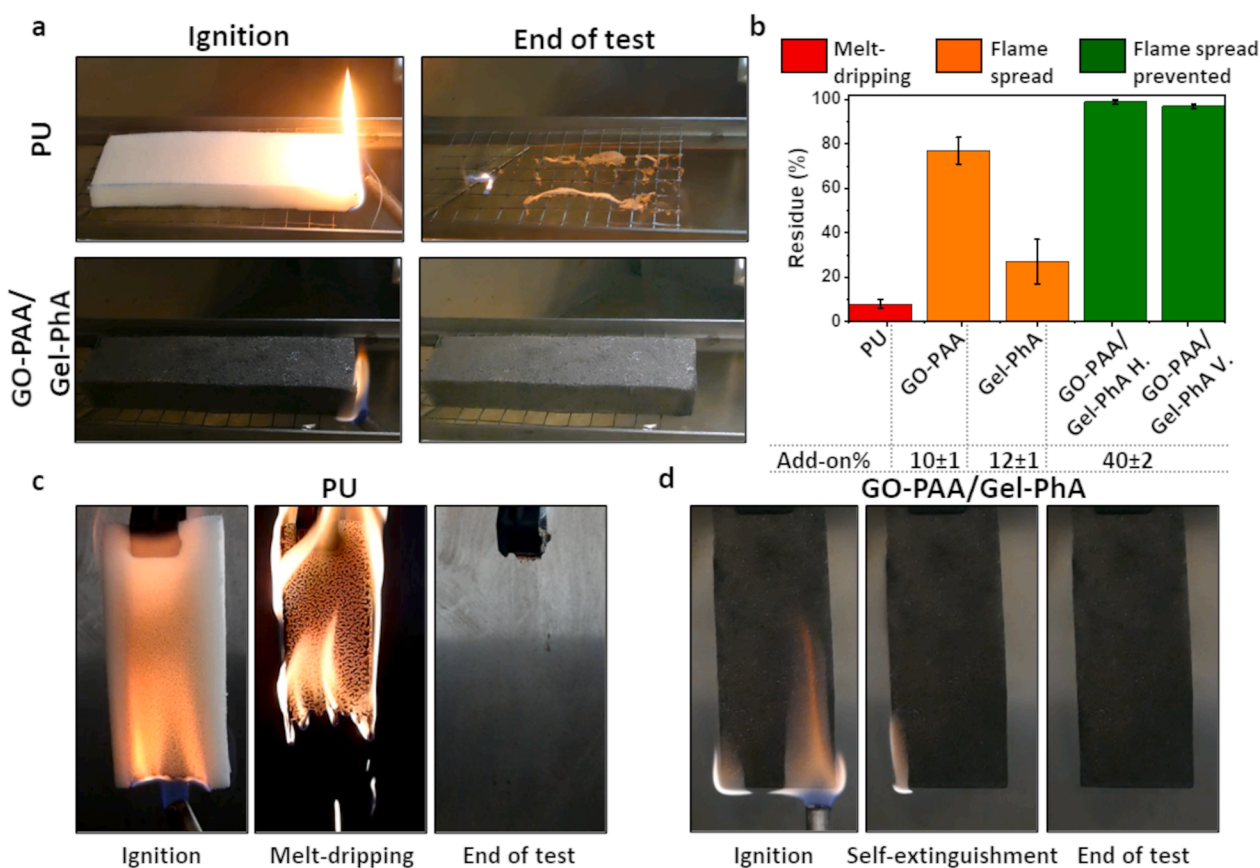 a
Ignition
End of test
PU
GO-PAA/
Gel-PhA
b
Melt-
dripping
Flame
spread
Flame spread
prevented
Residue (%)
100
80
60
40
20
0
PU
GO-PAA
Gel-PhA
GO-PAA/
Gel-PhA H.
GO-PAA/
Gel-PhA V.
Add-on% 10±1 12±1 40±2
c
PU
Ignition
Melt-dripping
End of test
d
GO-PAA/Gel-PhA
Ignition
Self-extinguishment
End of test